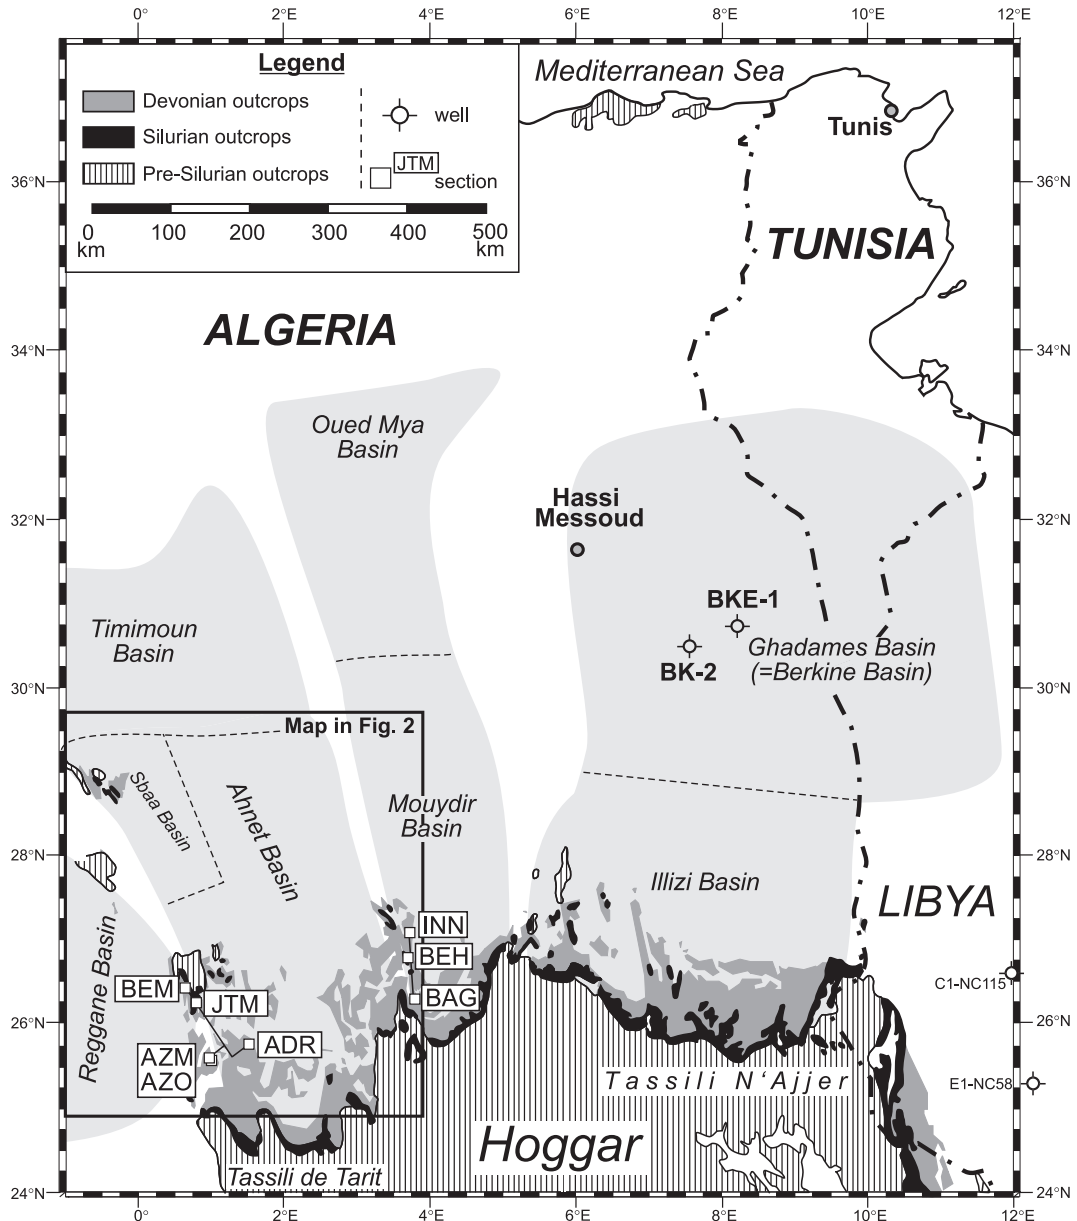 0° 2°E 4°E 6°E 8°E 10°E 12°E
Legend
Devonian outcrops
Silurian outcrops
Pre-Silurian outcrops
well
JTM
section
0 100 200 300 400 500
km km
Mediterranean Sea
Tunis
36°N 36°N
TUNISIA
ALGERIA
34°N 34°N
Oued Mya
Basin
Hassi
Messoud
32°N 32°N
BKE-1
Timimoun
Basin
Ghadames Basin
(=Berkine Basin)
BK-2
30°N 30°N
Map in Fig. 2
Sbaa Basin
Ahnet Basin
Mouydir
Basin
28°N 28°N
Illizi Basin
LIBYA
INN
BEH
Reggane Basin
BEM
JTM
BAG
C1-NC115
26°N 26°N
ADR
AZM
AZO
Tassili N'Ajjer
E1-NC58
Hoggar
Tassili de Tarit
24°N 24°N
0° 2°E 4°E 6°E 8°E 10°E 12°E